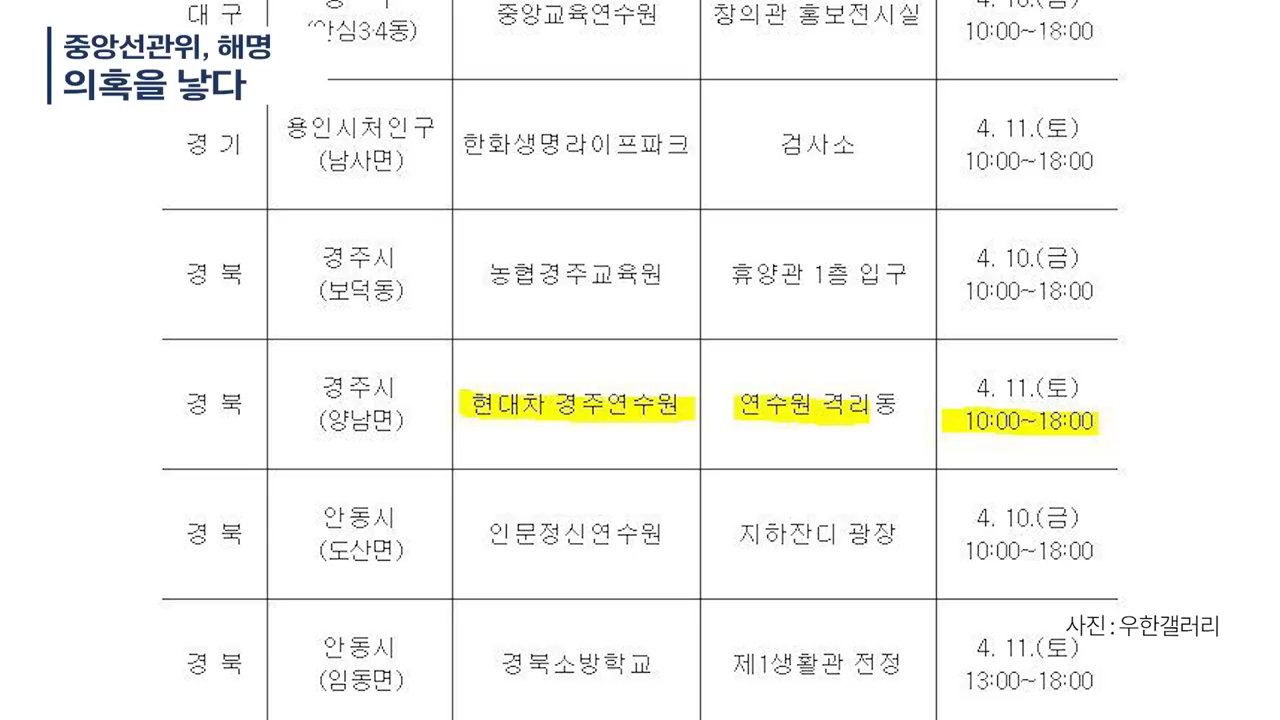 중앙선관위, 해명
의혹을 낳다
대 구
심3·4동)
중앙교육연수원
창의관 홍보전시실
10:00~18:00
경 기
용인시처인구
(남사면)
한화생명라이프파크
검사소
4. 11.(토)
10:00~18:00
경 북
경주시
(보덕동)
농협경주교육원
휴양관 1층 입구
4. 10.(금)
10:00~18:00
경 북
경주시
(양남면)
현대차 경주연수원
연수원 격리동
4. 11.(토)
10:00~18:00
경 북
안동시
(도산면)
인문정신연수원
지하잔디 광장
4. 10.(금)
10:00~18:00
경 북
안동시
(임동면)
경북소방학교
제1생활관 전정
4. 11.(토)
13:00~18:00
사진 : 우한갤러리